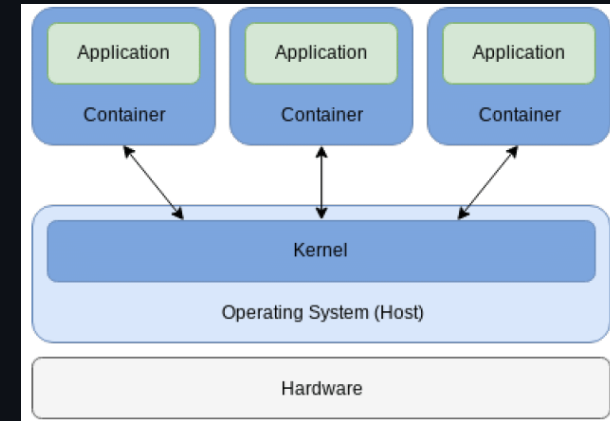 Application
Application
Application
Container
Container
Container
Kernel
Operating System (Host)
Hardware